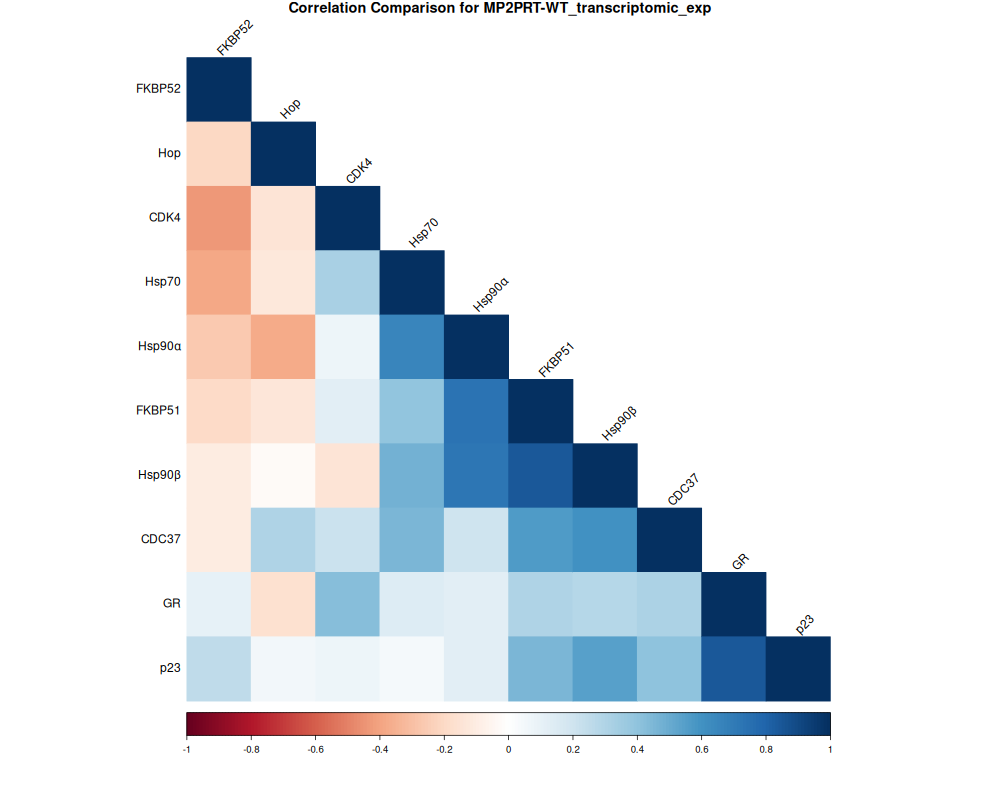 Correlation Comparison for MP2PRT-WT_transcriptomic_exp
FKBP52
FKBP52
Hop
Hop
CDK4
CDK4
Hsp70
Hsp70
Hsp90α
Hsp90α
FKBP51
FKBP51
Hsp90β
Hsp90β
CDC37
CDC37
GR
GR
p23
p23
-1 -0.8 -0.6 -0.4 -0.2 0 0.2 0.4 0.6 0.8 1